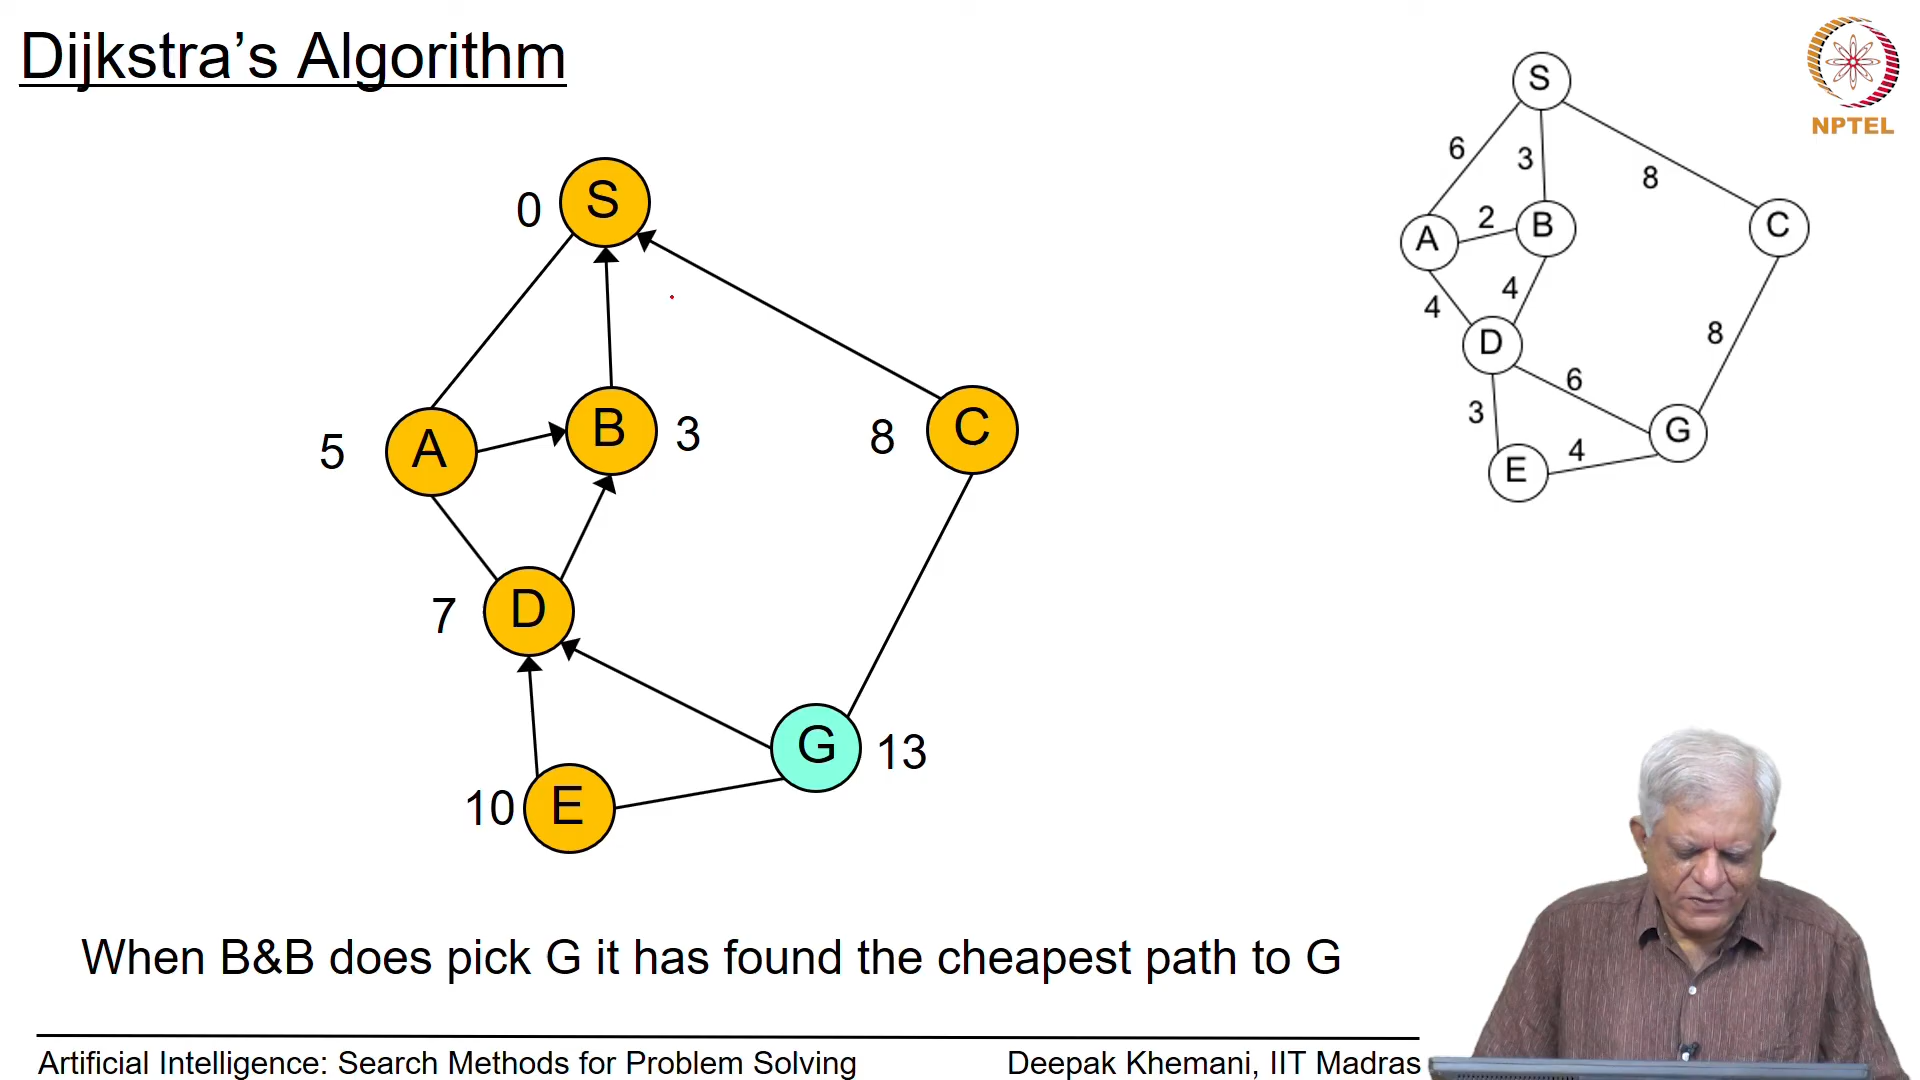 Dijkstra's Algorithm
NPTEL
S
6
3
8
A
2
B
C
4
4
D
8
6
3
G
E
4
0
S
5
A
B
3
8
C
7
D
G
13
10
E
When B&B does pick G it has found the cheapest path to G
Artificial Intelligence: Search Methods for Problem Solving
Deepak Khemani, IIT Madras